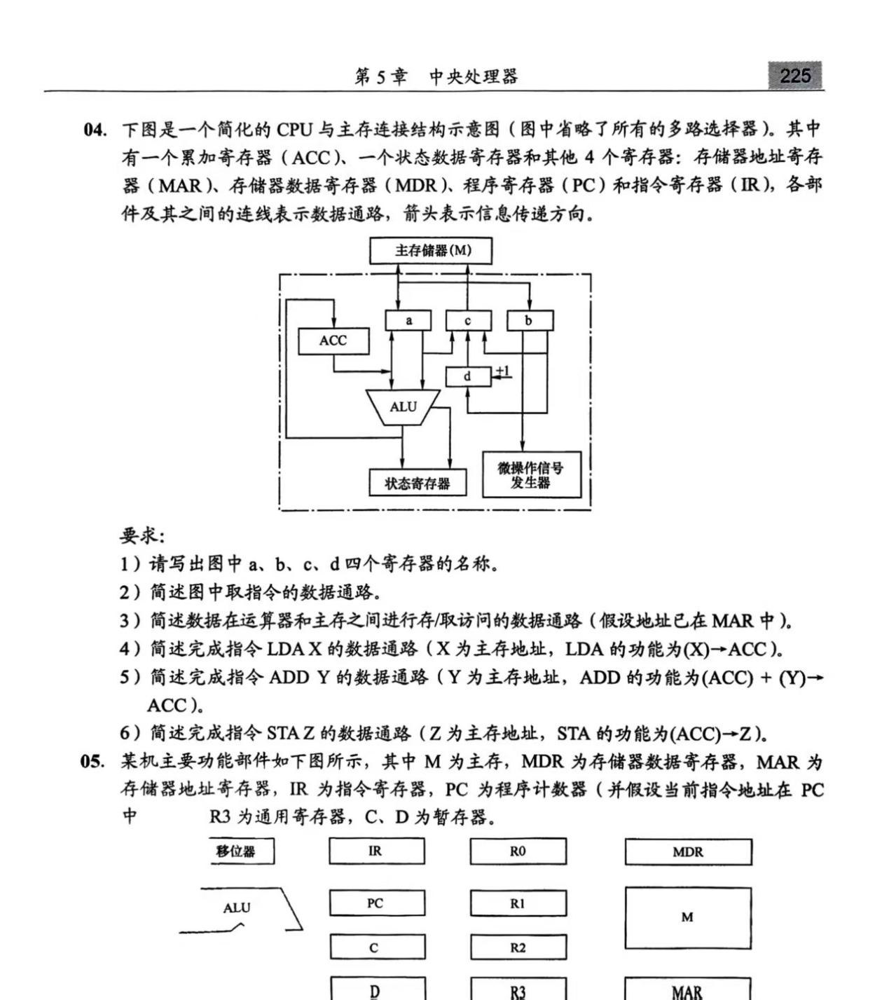 第 5 章 中央处理器
225
04. 下图是一个简化的 CPU 与主存连接结构示意图（图中省略了所有的多路选择器）。其中
有一个累加寄存器（ACC）、一个状态数据寄存器和其他 4 个寄存器：存储器地址寄存
器（MAR）、存储器数据寄存器（MDR）、程序寄存器（PC）和指令寄存器（IR），各部
件及其之间的连线表示数据通路，箭头表示信息传递方向。
主存储器(M)
a
c
b
ACC
d
+1
ALU
状态寄存器
微操作信号
发生器
要求：
1）请写出图中 a、b、c、d 四个寄存器的名称。
2）简述图中取指令的数据通路。
3）简述数据在运算器和主存之间进行存/取访问的数据通路（假设地址已在 MAR 中）。
4）简述完成指令 LDA X 的数据通路（X 为主存地址，LDA 的功能为(X)→ACC）。
5）简述完成指令 ADD Y 的数据通路（Y 为主存地址，ADD 的功能为(ACC) + (Y)→
ACC）。
6）简述完成指令 STA Z 的数据通路（Z 为主存地址，STA 的功能为(ACC)→Z）。
05. 某机主要功能部件如下图所示，其中 M 为主存，MDR 为存储器数据寄存器，MAR 为
存储器地址寄存器，IR 为指令寄存器，PC 为程序计数器（并假设当前指令地址在 PC
中 R3 为通用寄存器，C、D 为暂存器。
移位器
IR
R0
MDR
ALU
PC
R1
M
C
R2
D
R3
MAR